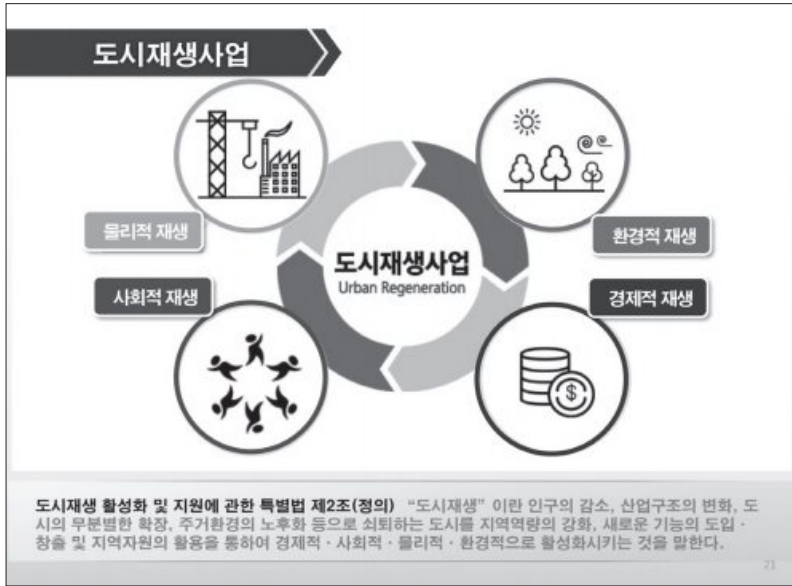 도시재생사업
물리적 재생
환경적 재생
도시재생사업
Urban Regeneration
사회적 재생
경제적 재생
$
도시재생 활성화 및 지원에 관한 특별법 제2조(정의) “도시재생” 이란 인구의 감소, 산업구조의 변화, 도
시의 무분별한 확장, 주거환경의 노후화 등으로 쇠퇴하는 도시를 지역역량의 강화, 새로운 기능의 도입 ·
창출 및 지역자원의 활용을 통하여 경제적 · 사회적 · 물리적 · 환경적으로 활성화시키는 것을 말한다.
21